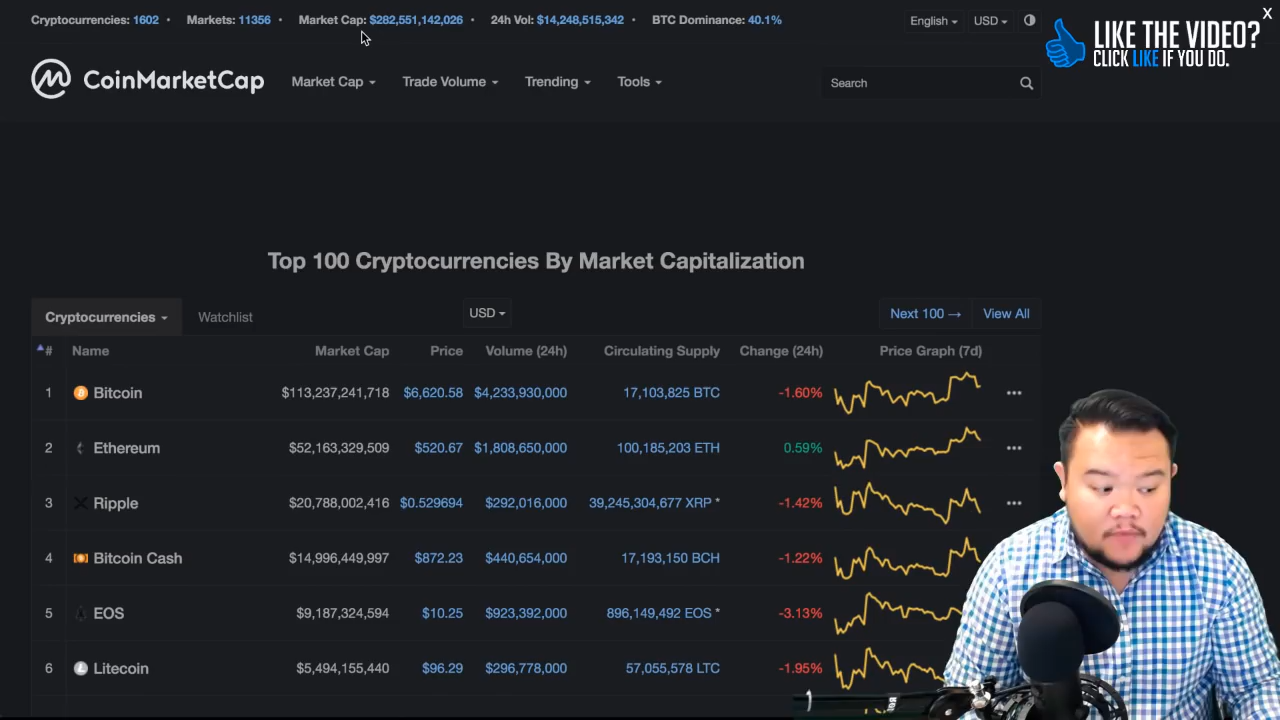 Cryptocurrencies: 1602 • Markets: 11356 • Market Cap: $282,551,142,026 • 24h Vol: $14,248,515,342 • BTC Dominance: 40.1% English USD
X
LIKE THE VIDEO?
CLICK LIKE IF YOU DO.
CoinMarketCap Market Cap Trade Volume Trending Tools Search
Top 100 Cryptocurrencies By Market Capitalization
Cryptocurrencies Watchlist USD Next 100 → View All
# Name Market Cap Price Volume (24h) Circulating Supply Change (24h) Price Graph (7d)
1 Bitcoin $113,237,241,718 $6,620.58 $4,233,930,000 17,103,825 BTC -1.60%
2 Ethereum $52,163,329,509 $520.67 $1,808,650,000 100,185,203 ETH 0.59%
3 Ripple $20,788,002,416 $0.529694 $292,016,000 39,245,304,677 XRP * -1.42%
4 Bitcoin Cash $14,996,449,997 $872.23 $440,654,000 17,193,150 BCH -1.22%
5 EOS $9,187,324,594 $10.25 $923,392,000 896,149,492 EOS * -3.13%
6 Litecoin $5,494,155,440 $96.29 $296,778,000 57,055,578 LTC -1.95%